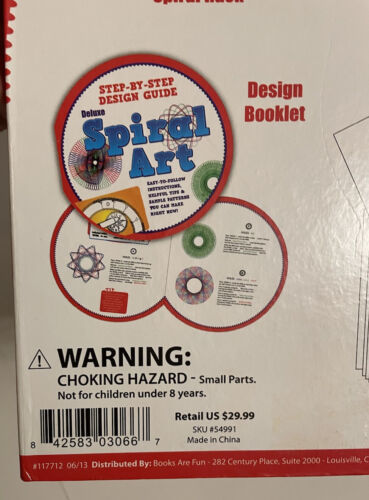 STEP-BY-STEP
DESIGN GUIDE
Deluxe
Spiral
Art
EASY-TO-FOLLOW
INSTRUCTIONS,
HELPFUL TIPS &
SAMPLE PATTERNS
YOU CAN MAKE
RIGHT NOW!
Design
Booklet
TIP
WARNING:
CHOKING HAZARD - Small Parts.
Not for children under 8 years.
Retail US $29.99
SKU #54991
Made in China
8 42583 03066 7
#117712 06/13 Distributed By: Books Are Fun - 282 Century Place, Suite 2000 - Louisville,